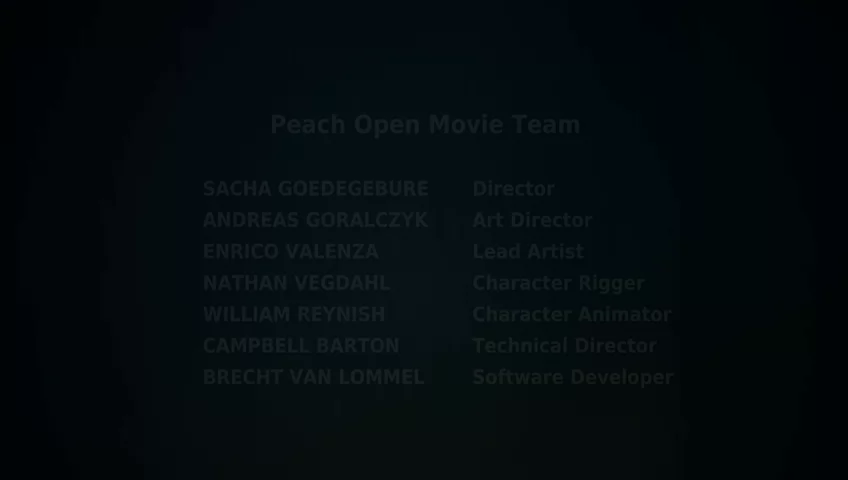 Peach Open Movie Team
SACHA GOEDEGEBURE Director
ANDREAS GORALCZYK Art Director
ENRICO VALENZA Lead Artist
NATHAN VEGDAHL Character Rigger
WILLIAM REYNISH Character Animator
CAMPBELL BARTON Technical Director
BRECHT VAN LOMMEL Software Developer